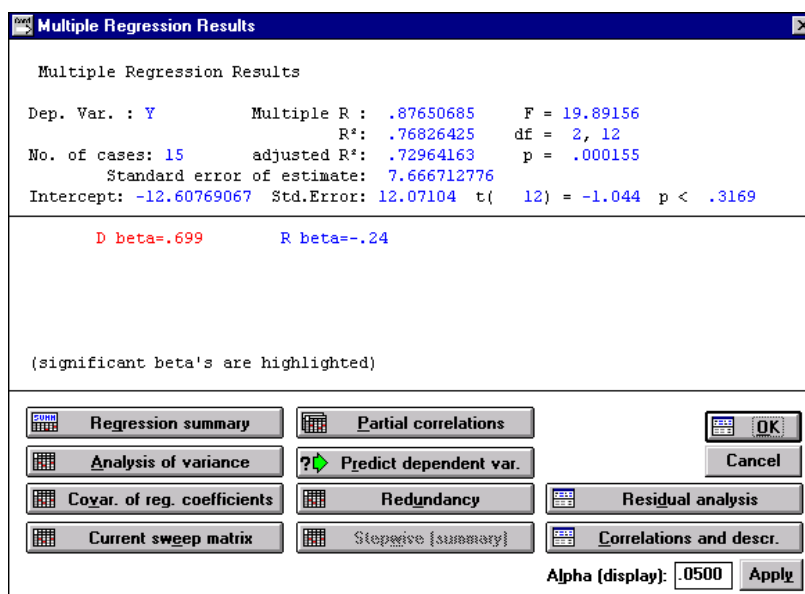 Multiple Regression Results
Multiple Regression Results
Dep. Var. : Y Multiple R : .87650685 F = 19.89156
R²: .76826425 df = 2, 12
No. of cases: 15 adjusted R²: .72964163 p = .000155
Standard error of estimate: 7.666712776
Intercept: -12.60769067 Std.Error: 12.07104 t( 12) = -1.044 p < .3169
D beta=.699 R beta=-.24
(significant beta's are highlighted)
Regression summary Partial correlations OK
Analysis of variance Predict dependent var. Cancel
Covar. of reg. coefficients Redundancy Residual analysis
Current sweep matrix Stepwise (summary) Correlations and descr.
Alpha (display): .0500 Apply